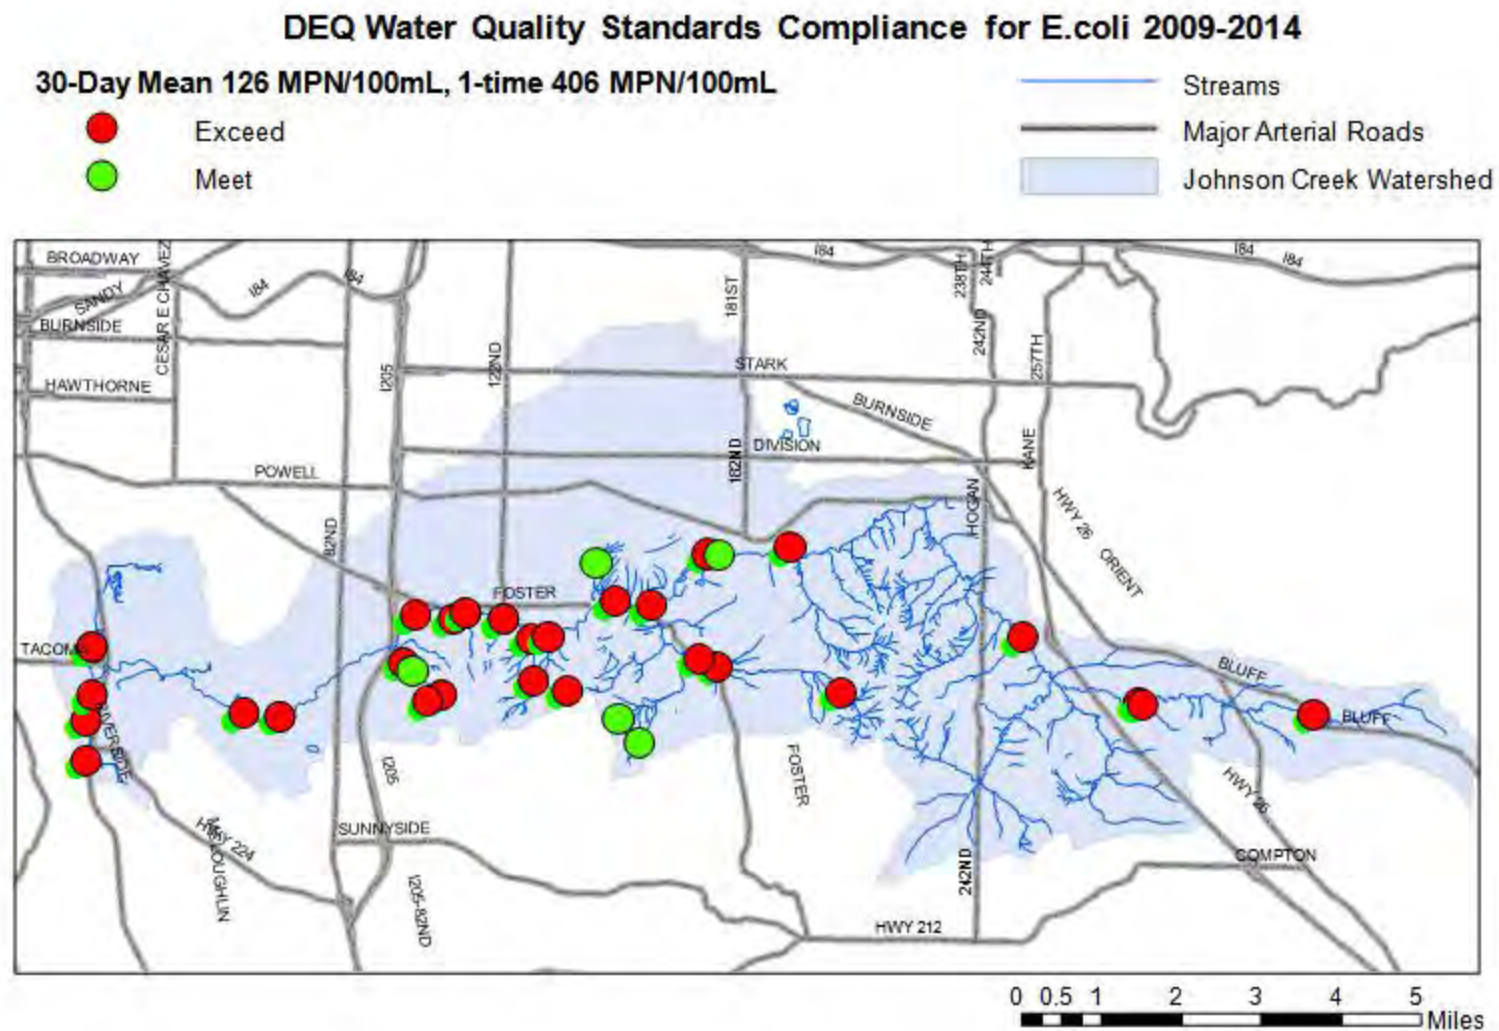 DEQ Water Quality Standards Compliance for E.coli 2009-2014
30-Day Mean 126 MPN/100mL, 1-time 406 MPN/100mL
Exceed
Meet
Streams
Major Arterial Roads
Johnson Creek Watershed
BROADWAY
SANDY
BURNSIDE
HAWTHORNE
CESAR E CHAVEZ
I84
I84
I84
I84
I84
I205
122ND
181ST
238TH
244TH
242ND
257TH
STARK
BURNSIDE
DIVISION
182ND
KANE
POWELL
82ND
HOGAN
HWY 26
ORIENT
FOSTER
TACOMA
RIVERSIDE
BLUFF
BLUFF
I205
FOSTER
HWY 26
SUNNYSIDE
HWY 224
242ND
COMPTON
I205-82ND
HWY 212
0 0.5 1 2 3 4 5
Miles